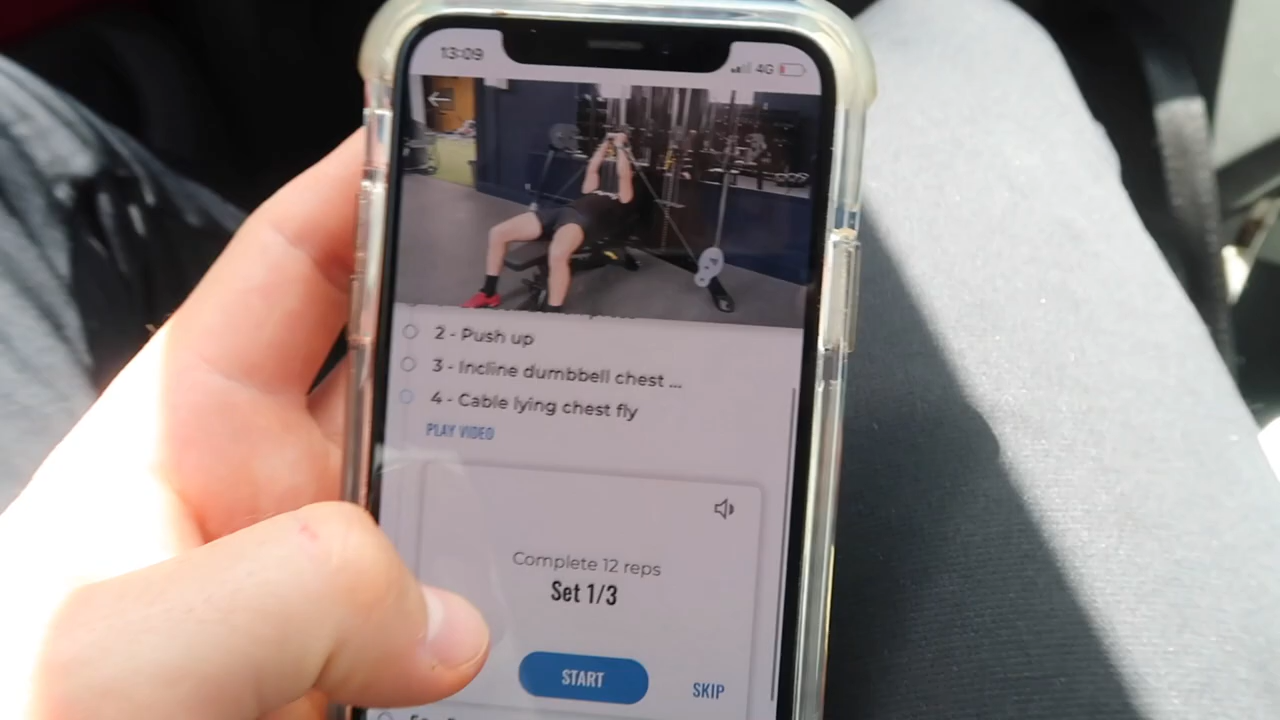 13:09
4G
2 - Push up
3 - Incline dumbbell chest ...
4 - Cable lying chest fly
PLAY VIDEO
Complete 12 reps
Set 1/3
START
SKIP